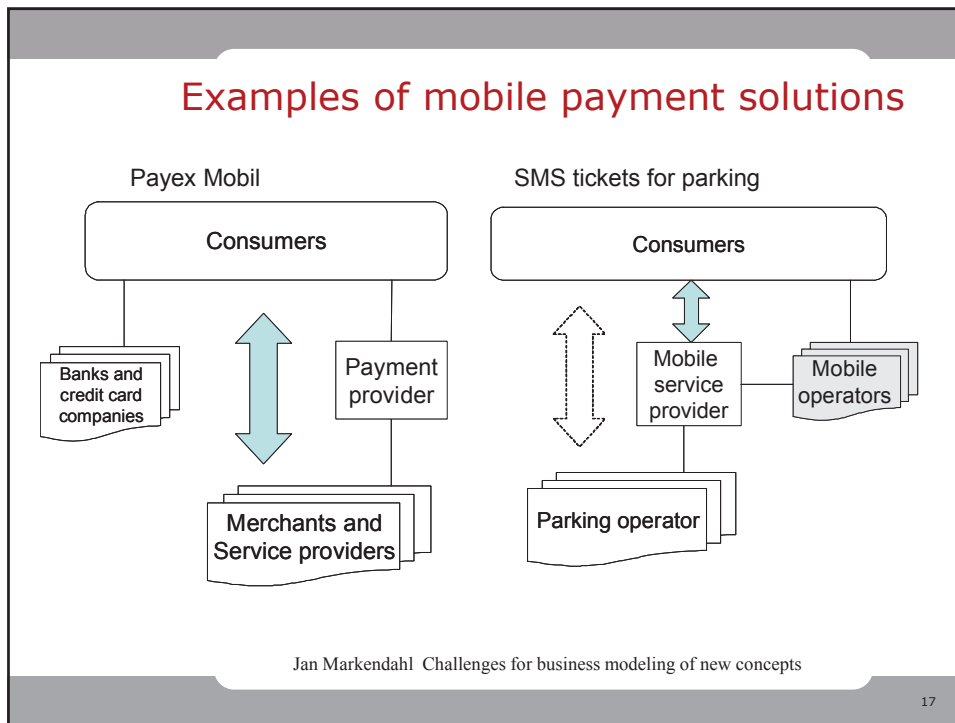 Examples of mobile payment solutions
Payex Mobil
Consumers
Banks and
credit card
companies
Payment
provider
Merchants and
Service providers
SMS tickets for parking
Consumers
Mobile
service
provider
Mobile
operators
Parking operator
Jan Markendahl Challenges for business modeling of new concepts
17